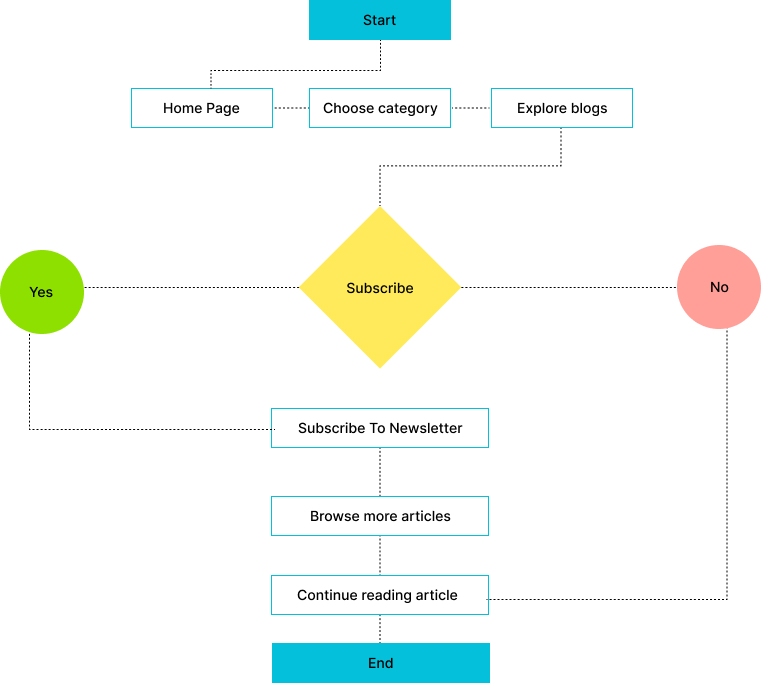 Start
Home Page
Choose category
Explore blogs
Subscribe
Yes
No
Subscribe To Newsletter
Browse more articles
Continue reading article
End